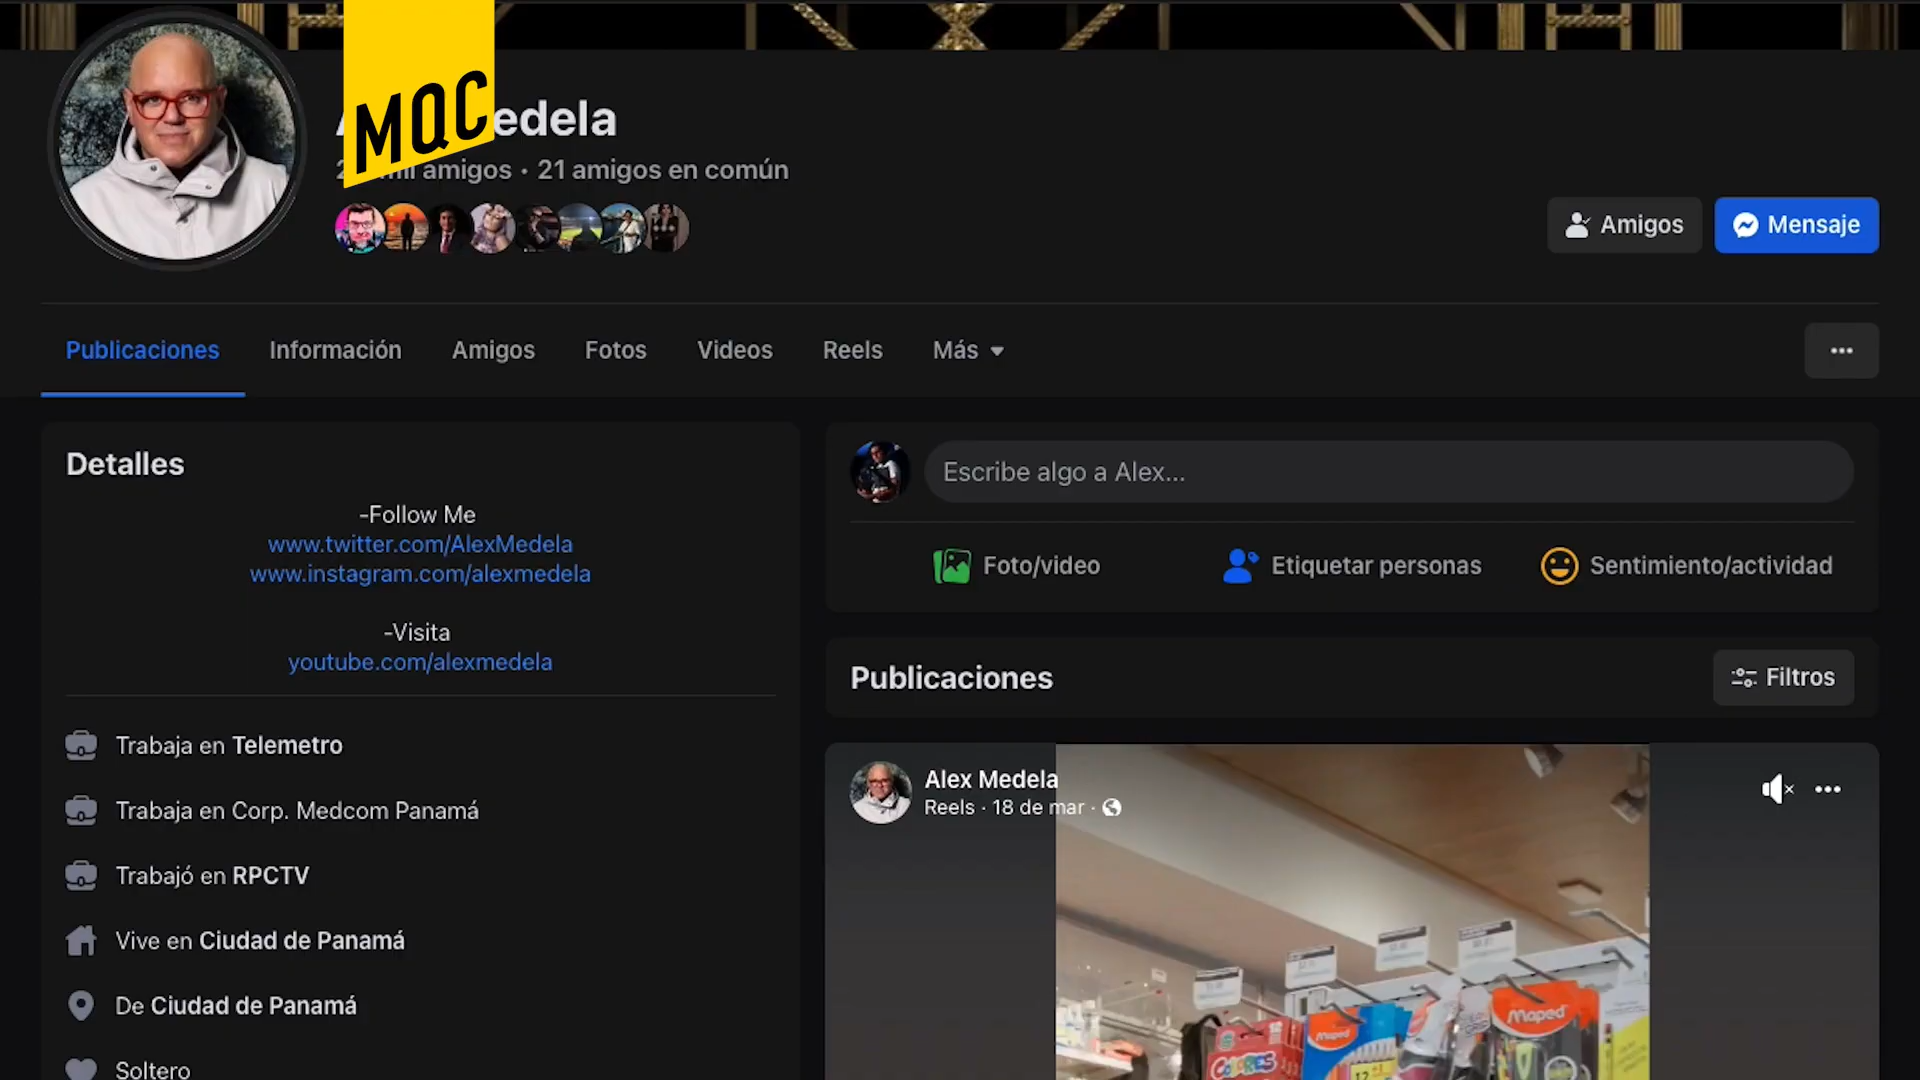 MQC
edela
amigos · 21 amigos en común
Amigos
Mensaje
Publicaciones
Información
Amigos
Fotos
Videos
Reels
Más
Detalles
-Follow Me
www.twitter.com/AlexMedela
www.instagram.com/alexmedela
-Visita
youtube.com/alexmedela
Trabaja en Telemetro
Trabaja en Corp. Medcom Panamá
Trabajó en RPCTV
Vive en Ciudad de Panamá
De Ciudad de Panamá
Soltero
Escribe algo a Alex...
Foto/video
Etiquetar personas
Sentimiento/actividad
Publicaciones
Filtros
Alex Medela
Reels · 18 de mar ·
Maped
Maped
COLORES
12